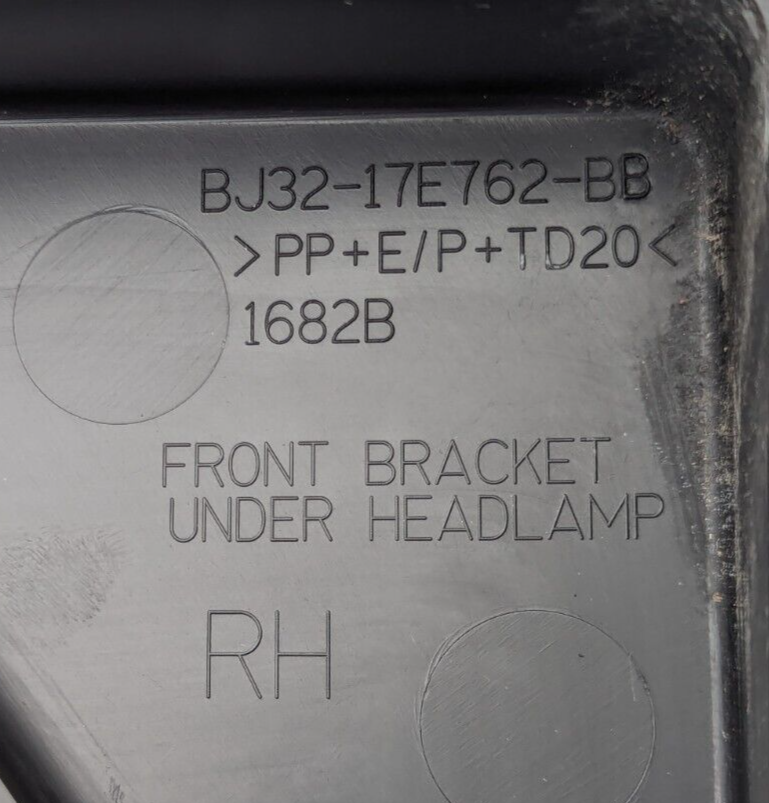 BJ32-17E762-BB
>PP+E/P+TD20<
1682B
FRONT BRACKET
UNDER HEADLAMP
RH